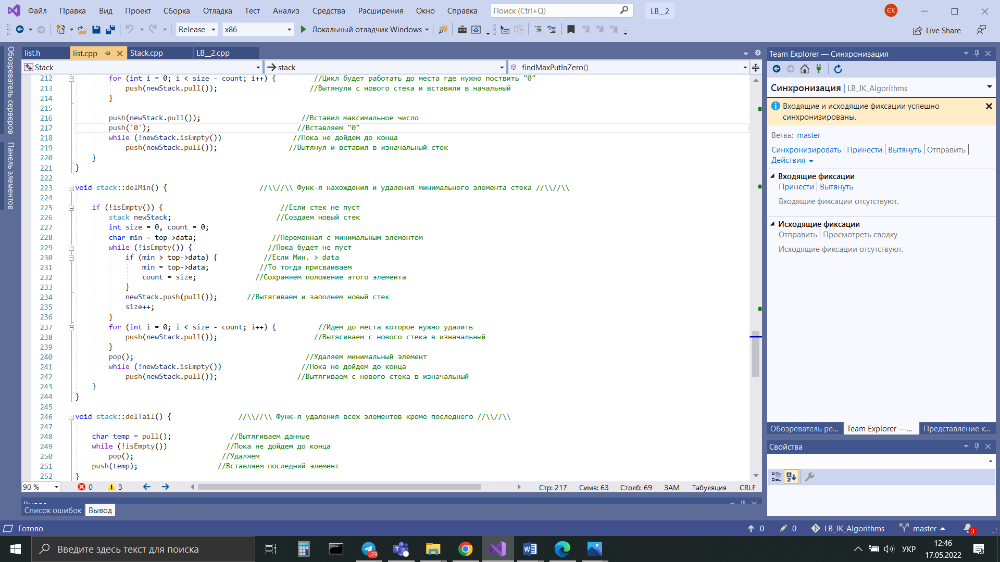 Файл Правка Вид Проект Сборка Отладка Тест Анализ Средства Расширения Окно Справка Поиск (Ctrl+Q) LB__2 ЄК
Release x86 Локальный отладчик Windows Live Share
Обозреватель серверов
Панель элементов
list.h list.cpp Stack.cpp LB__2.cpp
Stack stack findMaxPutInZero()
212 for (int i = 0; i < size - count; i++) { //Цикл будет работать до места где нужно поствить "0"
213 push(newStack.pull()); //Вытянули с нового стека и вставили в начальный
214 }
215
216 push(newStack.pull()); //Вставил максимальное число
217 push('0'); //Вставляем "0"
218 while (!newStack.isEmpty()) //Пока не дойдем до конца
219 push(newStack.pull()); //Вытянул и вставил в изначальный стек
220 }
221 }
222
223 void stack::delMin() { //\\//\\ Функ-я нахождения и удаления минимального элемента стека //\\//\\
224
225 if (!isEmpty()) { //Если стек не пуст
226 stack newStack; //Создаем новый стек
227 int size = 0, count = 0;
228 char min = top->data; //Переменная с минимальным элементом
229 while (!isEmpty()) { //Пока будет не пуст
230 if (min > top->data) { //Если Мин. > data
231 min = top->data; //То тогда присваиваем
232 count = size; //Сохраняем положение этого элемента
233 }
234 newStack.push(pull()); //Вытягиваем и заполнем новый стек
235 size++;
236 }
237 for (int i = 0; i < size - count; i++) { //Идем до места которое нужно удалить
238 push(newStack.pull()); //Вытягиваем с нового стека в изначальный
239 }
240 pop(); //Удаляем минимальный элемент
241 while (!newStack.isEmpty()) //Пока не дойдем до конца
242 push(newStack.pull()); //Вытягиваем с нового стека в изначальный
243 }
244 }
245
246 void stack::delTail() { //\\//\\ Функ-я удаления всех элементов кроме последнего //\\//\\
247
248 char temp = pull(); //Вытягиваем данные
249 while (!isEmpty()) //Пока не дойдем до конца
250 pop(); //Удаляем
251 push(temp); //Вставляем последний элемент
252 }
90 % 0 3 Стр: 217 Симв: 63 Столб: 69 ЗАМ Табуляция CRLF
Список ошибок Вывод
Team Explorer — Синхронизация
Синхронизация | LB_JK_Algorithms
Входящие и исходящие фиксации успешно
синхронизированы.
Ветвь: master
Синхронизировать Принести Вытянуть Отправить
Действия
Входящие фиксации
Принести Вытянуть
Входящие фиксации отсутствуют.
Исходящие фиксации
Отправить Просмотреть сводку
Исходящие фиксации отсутствуют.
Обозреватель ре... Team Explorer —... Представление к...
Свойства
Готово 0 0 LB_JK_Algorithms master 3
Введите здесь текст для поиска ..29 УКР 12:46
17.05.2022